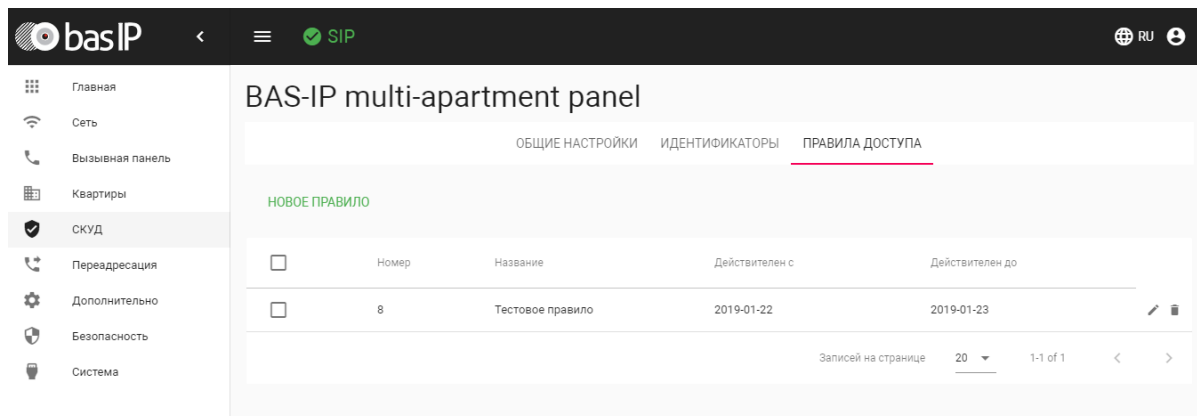 bas IP
SIP
RU
Главная
Сеть
Вызывная панель
Квартиры
СКУД
Переадресация
Дополнительно
Безопасность
Система
BAS-IP multi-apartment panel
ОБЩИЕ НАСТРОЙКИ ИДЕНТИФИКАТОРЫ ПРАВИЛА ДОСТУПА
НОВОЕ ПРАВИЛО
Номер Название Действителен с Действителен до
8 Тестовое правило 2019-01-22 2019-01-23
Записей на странице 20 1-1 of 1